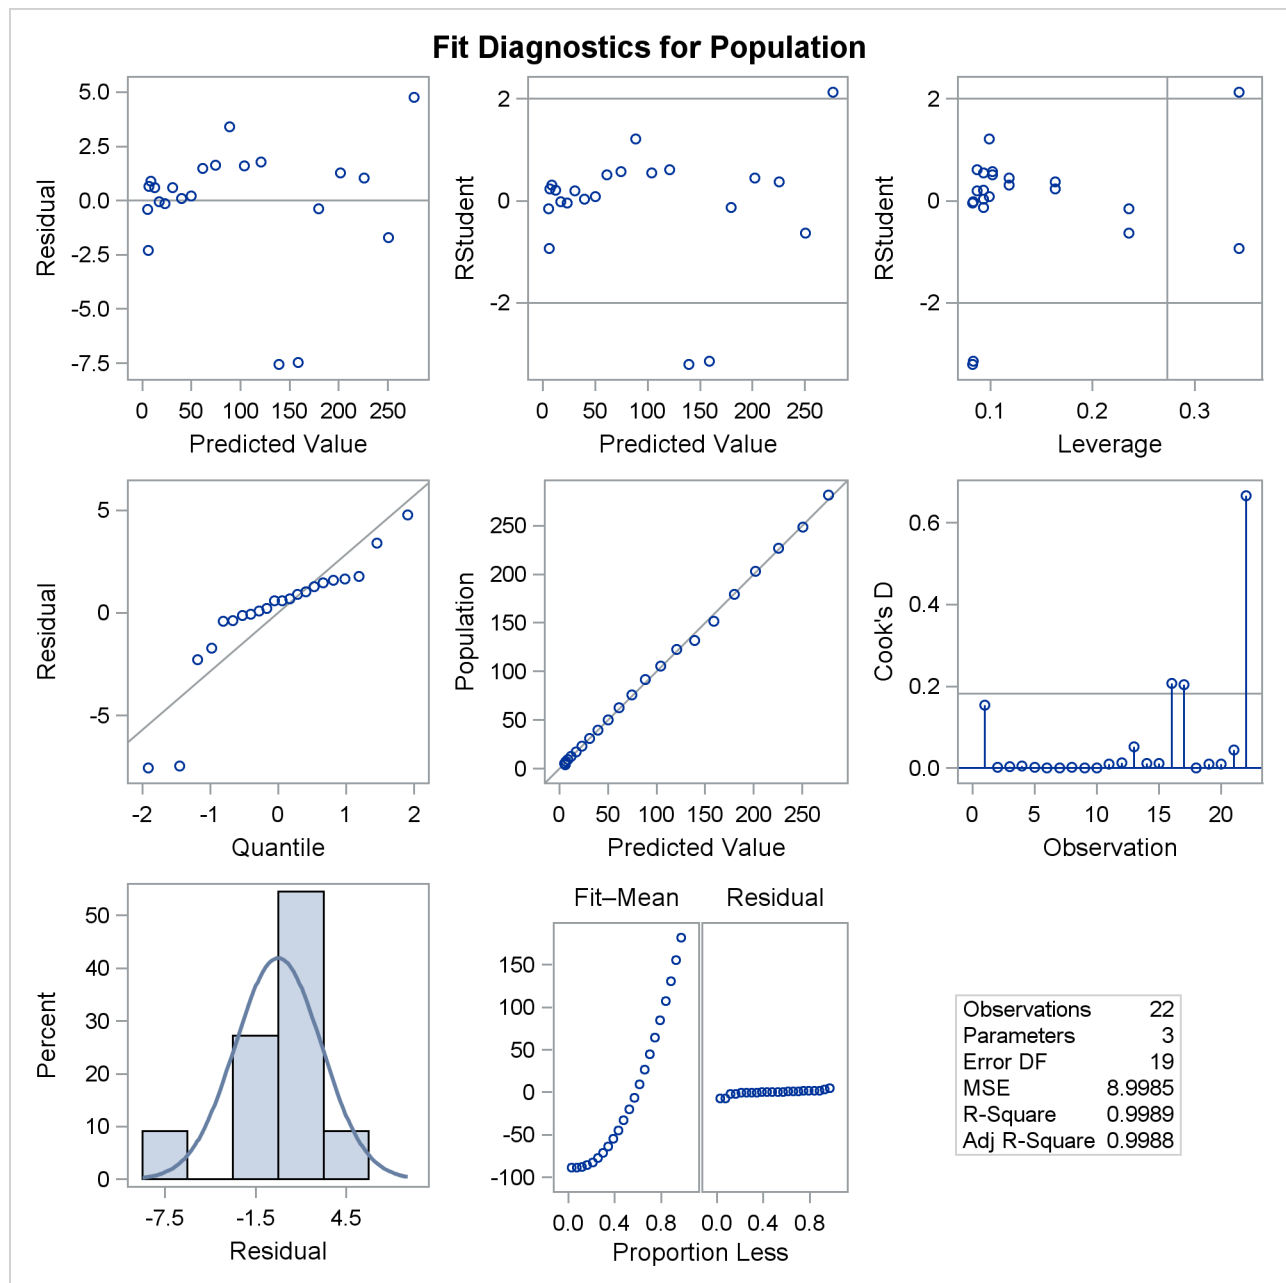 Fit Diagnostics for Population
5.0
2.5
0.0
-2.5
-5.0
-7.5
Residual
0 50 100 150 200 250
Predicted Value
2
0
-2
RStudent
0 50 100 150 200 250
Predicted Value
2
0
-2
RStudent
0.1 0.2 0.3
Leverage
5
0
-5
Residual
-2 -1 0 1 2
Quantile
250
200
150
100
50
0
Population
0 50 100 150 200 250
Predicted Value
0.6
0.4
0.2
0.0
Cook's D
0 5 10 15 20
Observation
50
40
30
20
10
0
Percent
-7.5 -1.5 4.5
Residual
Fit–Mean Residual
150
100
50
0
-50
-100
0.0 0.4 0.8 0.0 0.4 0.8
Proportion Less
Observations 22
Parameters 3
Error DF 19
MSE 8.9985
R-Square 0.9989
Adj R-Square 0.9988